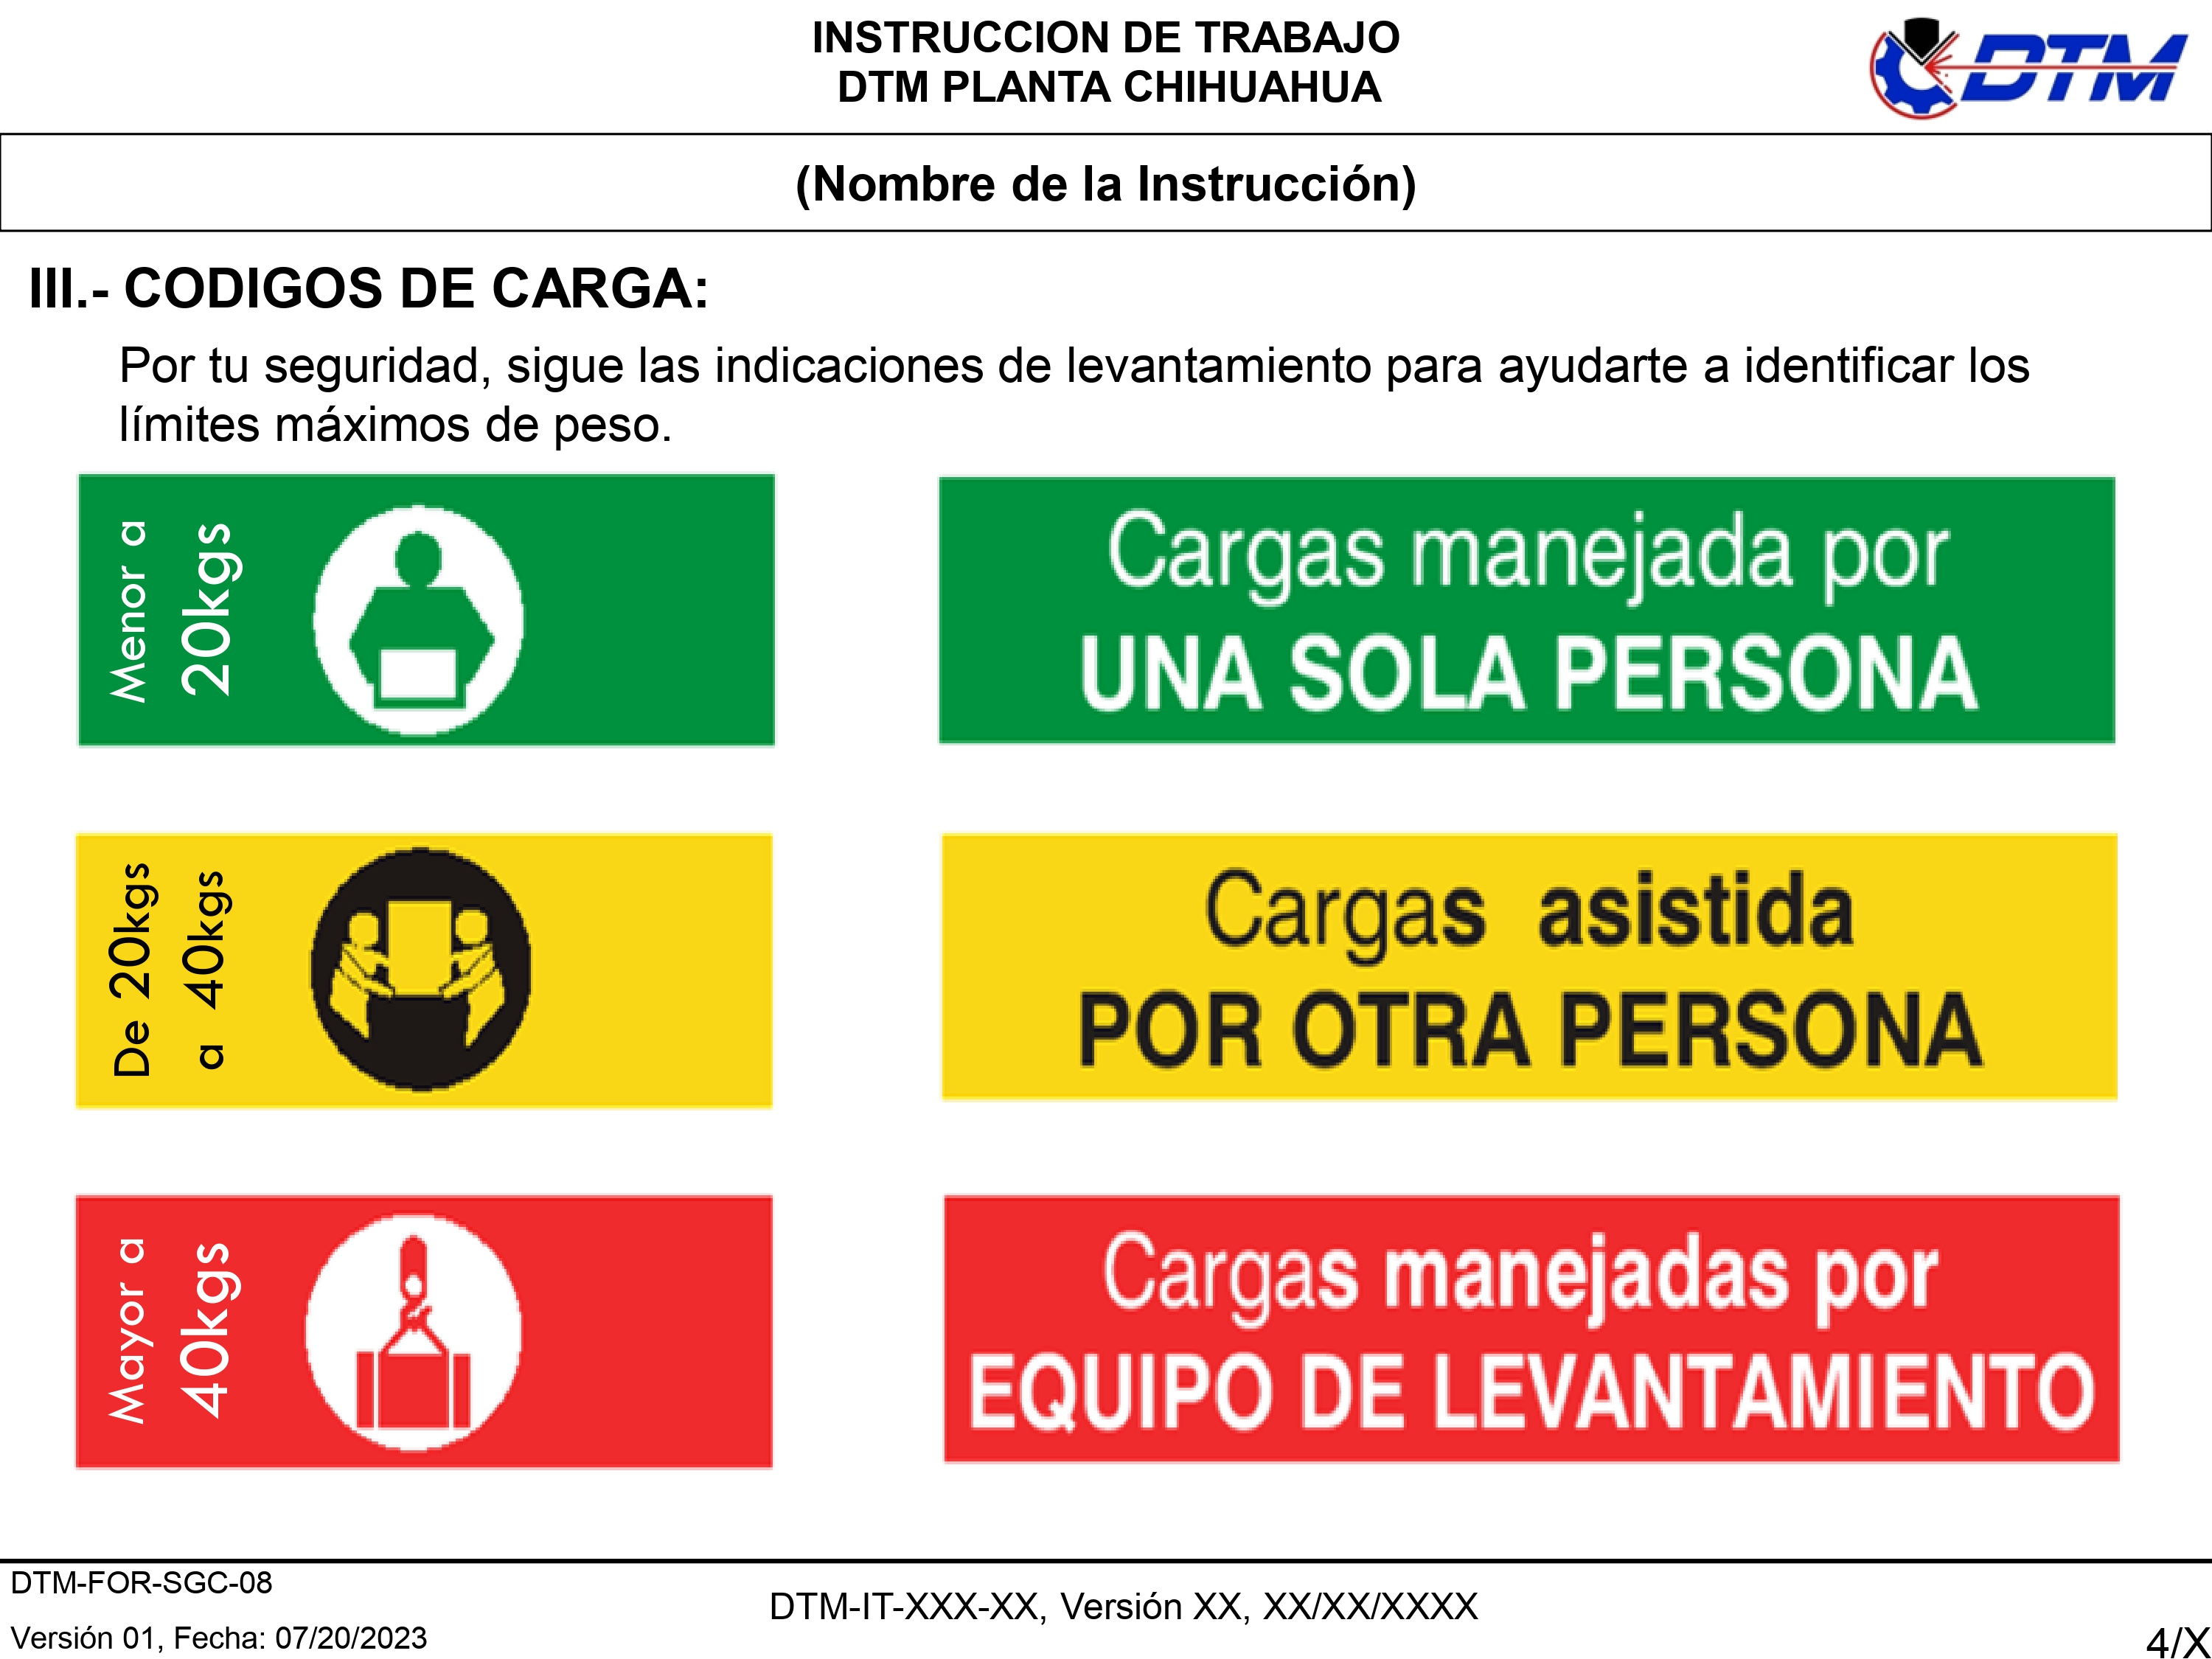 INSTRUCCION DE TRABAJO
DTM PLANTA CHIHUAHUA
DTM
(Nombre de la Instrucción)
III.- CODIGOS DE CARGA:
Por tu seguridad, sigue las indicaciones de levantamiento para ayudarte a identificar los
límites máximos de peso.
Menor a
20kgs
Cargas manejada por
UNA SOLA PERSONA
De 20kgs
a 40kgs
Cargas asistida
POR OTRA PERSONA
Mayor a
40kgs
Cargas manejadas por
EQUIPO DE LEVANTAMIENTO
DTM-FOR-SGC-08
Versión 01, Fecha: 07/20/2023
DTM-IT-XXX-XX, Versión XX, XX/XX/XXXX
4/X